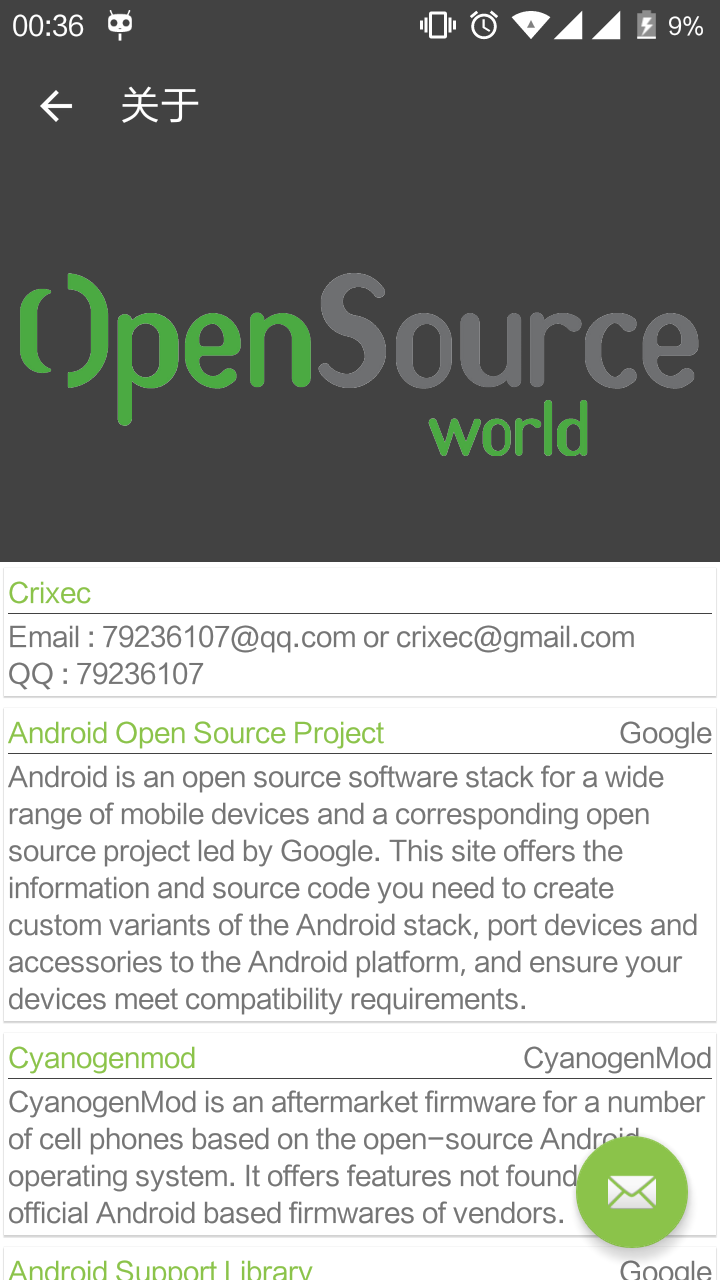 00:36
9%
关于
OpenSource
world
Crixec
Email : 79236107@qq.com or crixec@gmail.com
QQ : 79236107
Android Open Source Project Google
Android is an open source software stack for a wide
range of mobile devices and a corresponding open
source project led by Google. This site offers the
information and source code you need to create
custom variants of the Android stack, port devices and
accessories to the Android platform, and ensure your
devices meet compatibility requirements.
Cyanogenmod CyanogenMod
CyanogenMod is an aftermarket firmware for a number
of cell phones based on the open-source Android
operating system. It offers features not found
official Android based firmwares of vendors.
Android Support Library Google